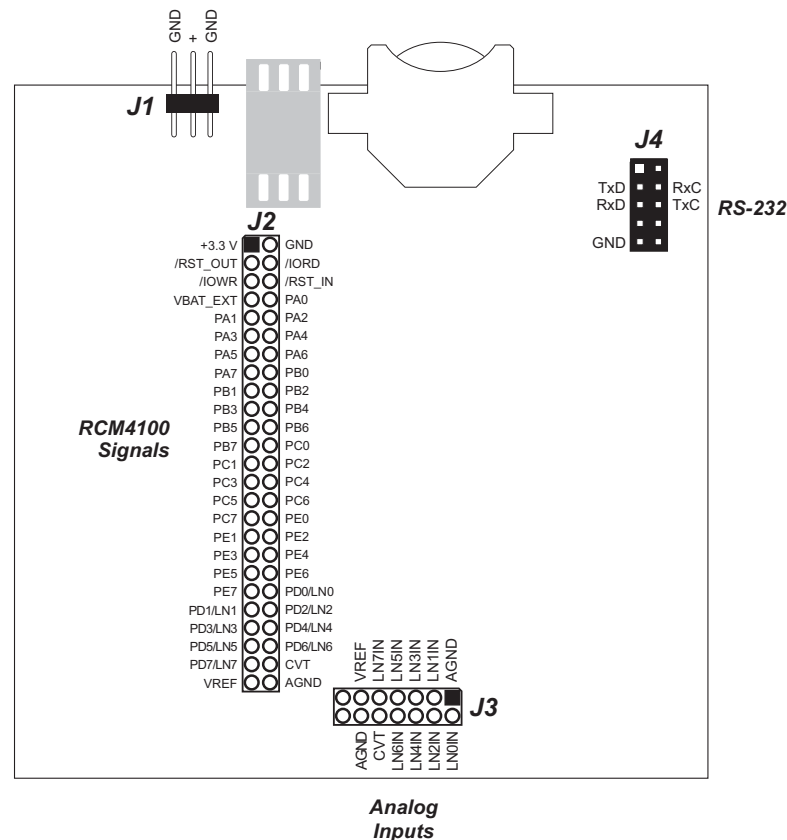 GND
+
GND
J1
J4
TxD RxC
RxD TxC
GND
RS-232
J2
+3.3 V GND
/RST_OUT /IORD
/IOWR /RST_IN
VBAT_EXT PA0
PA1 PA2
PA3 PA4
PA5 PA6
PA7 PB0
PB1 PB2
PB3 PB4
PB5 PB6
PB7 PC0
PC1 PC2
PC3 PC4
PC5 PC6
PC7 PE0
PE1 PE2
PE3 PE4
PE5 PE6
PE7 PD0/LN0
PD1/LN1 PD2/LN2
PD3/LN3 PD4/LN4
PD5/LN5 PD6/LN6
PD7/LN7 CVT
VREF AGND
RCM4100
Signals
VREF
LN7IN
LN5IN
LN3IN
LN1IN
AGND
J3
AGND
CVT
LN6IN
LN4IN
LN2IN
LN0IN
Analog
Inputs